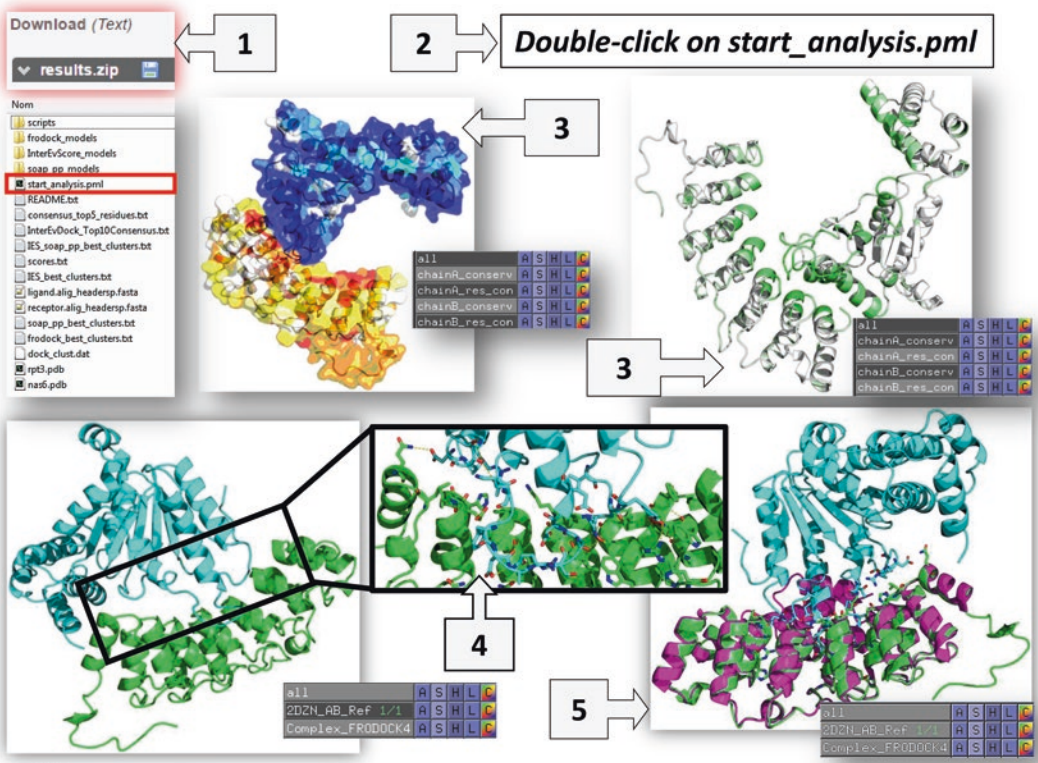 Download (Text)
1
2
Double-click on start_analysis.pml
results.zip
Nom
scripts
frodock_models
InterEvScore_models
soap_pp_models
start_analysis.pml
README.txt
consensus_top5_residues.txt
InterEvDock_Top10Consensus.txt
IES_soap_pp_best_clusters.txt
scores.txt
IES_best_clusters.txt
ligand.alig_headersp.fasta
receptor.alig_headersp.fasta
soap_pp_best_clusters.txt
frodock_best_clusters.txt
dock_clust.dat
rpt3.pdb
nas6.pdb
3
all A S H L C
chainA_conserv A S H L C
chainA_res_con A S H L C
chainB_conserv A S H L C
chainB_res_con A S H L C
3
all A S H L C
chainA_conserv A S H L C
chainA_res_con A S H L C
chainB_conserv A S H L C
chainB_res_con A S H L C
4
all A S H L C
2DZN_AB_Ref 1/1 A S H L C
Complex_FRODOCK4 A S H L C
5
all A S H L C
2DZN_AB_Ref 1/1 A S H L C
Complex_FRODOCK4 A S H L C